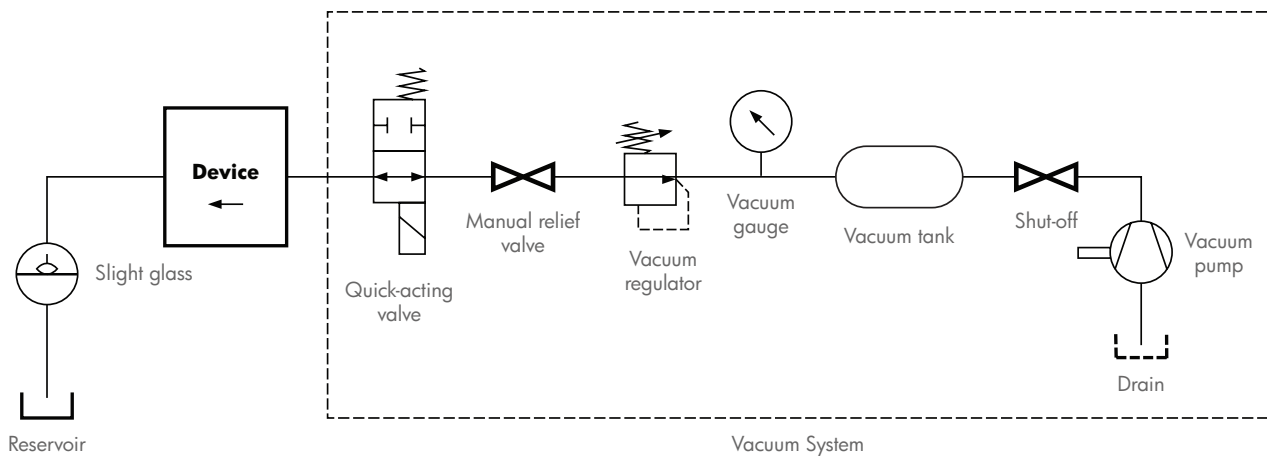 Device
Slight glass
Reservoir
Quick-acting
valve
Manual relief
valve
Vacuum
regulator
Vacuum
gauge
Vacuum tank
Shut-off
Vacuum
pump
Drain
Vacuum System